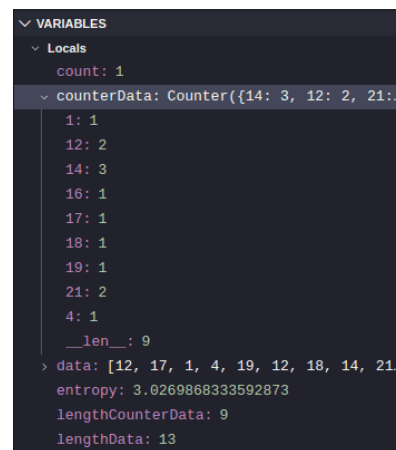 VARIABLES
Locals
count: 1
counterData: Counter({14: 3, 12: 2, 21:…
1: 1
12: 2
14: 3
16: 1
17: 1
18: 1
19: 1
21: 2
4: 1
__len__: 9
data: [12, 17, 1, 4, 19, 12, 18, 14, 21…
entropy: 3.0269868333592873
lengthCounterData: 9
lengthData: 13